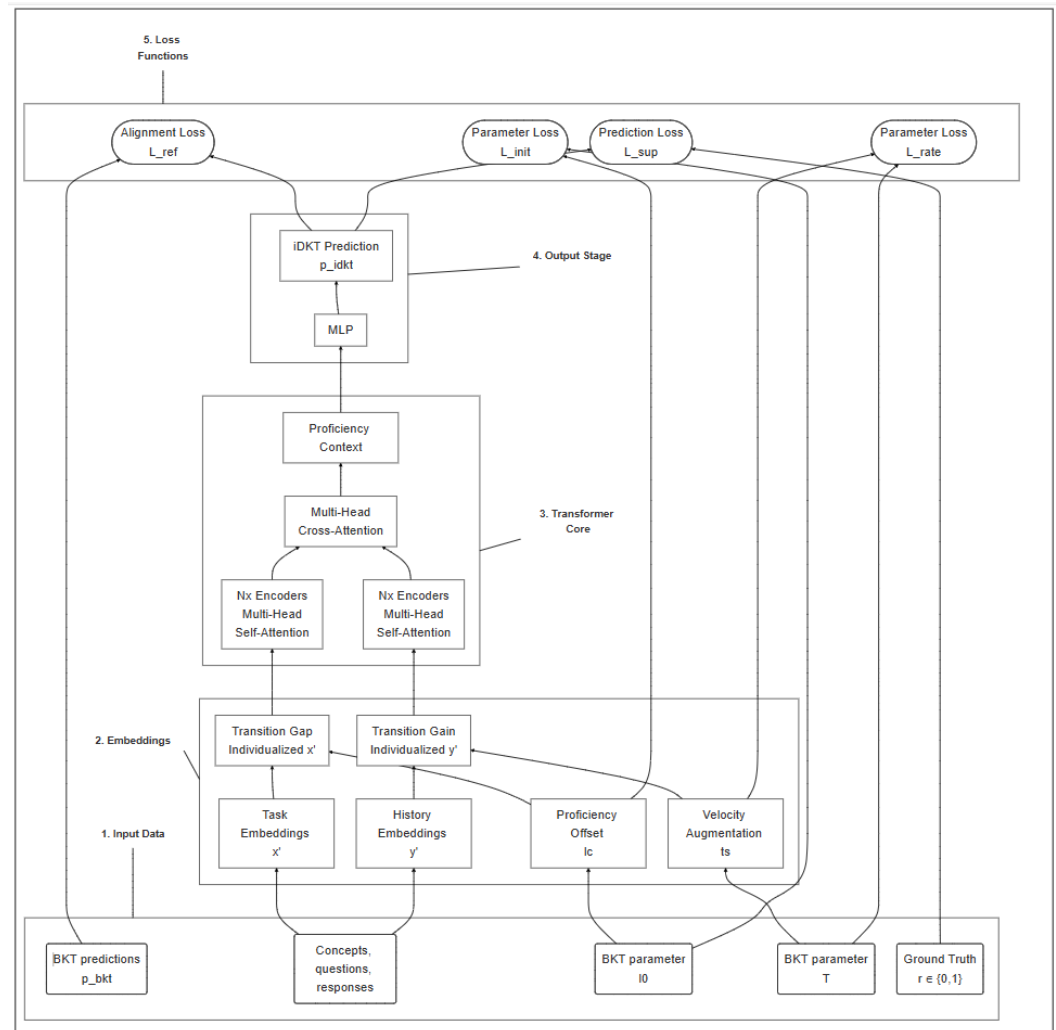 5. Loss
Functions
Alignment Loss
L_ref
Parameter Loss
L_init
Prediction Loss
L_sup
Parameter Loss
L_rate
iDKT Prediction
p_idkt
4. Output Stage
MLP
Proficiency
Context
Multi-Head
Cross-Attention
3. Transformer
Core
Nx Encoders
Multi-Head
Self-Attention
Nx Encoders
Multi-Head
Self-Attention
2. Embeddings
Transition Gap
Individualized x'
Transition Gain
Individualized y'
Task
Embeddings
x'
History
Embeddings
y'
Proficiency
Offset
lc
Velocity
Augmentation
ts
1. Input Data
BKT predictions
p_bkt
Concepts,
questions,
responses
BKT parameter
l0
BKT parameter
T
Ground Truth
r ∈ {0,1}